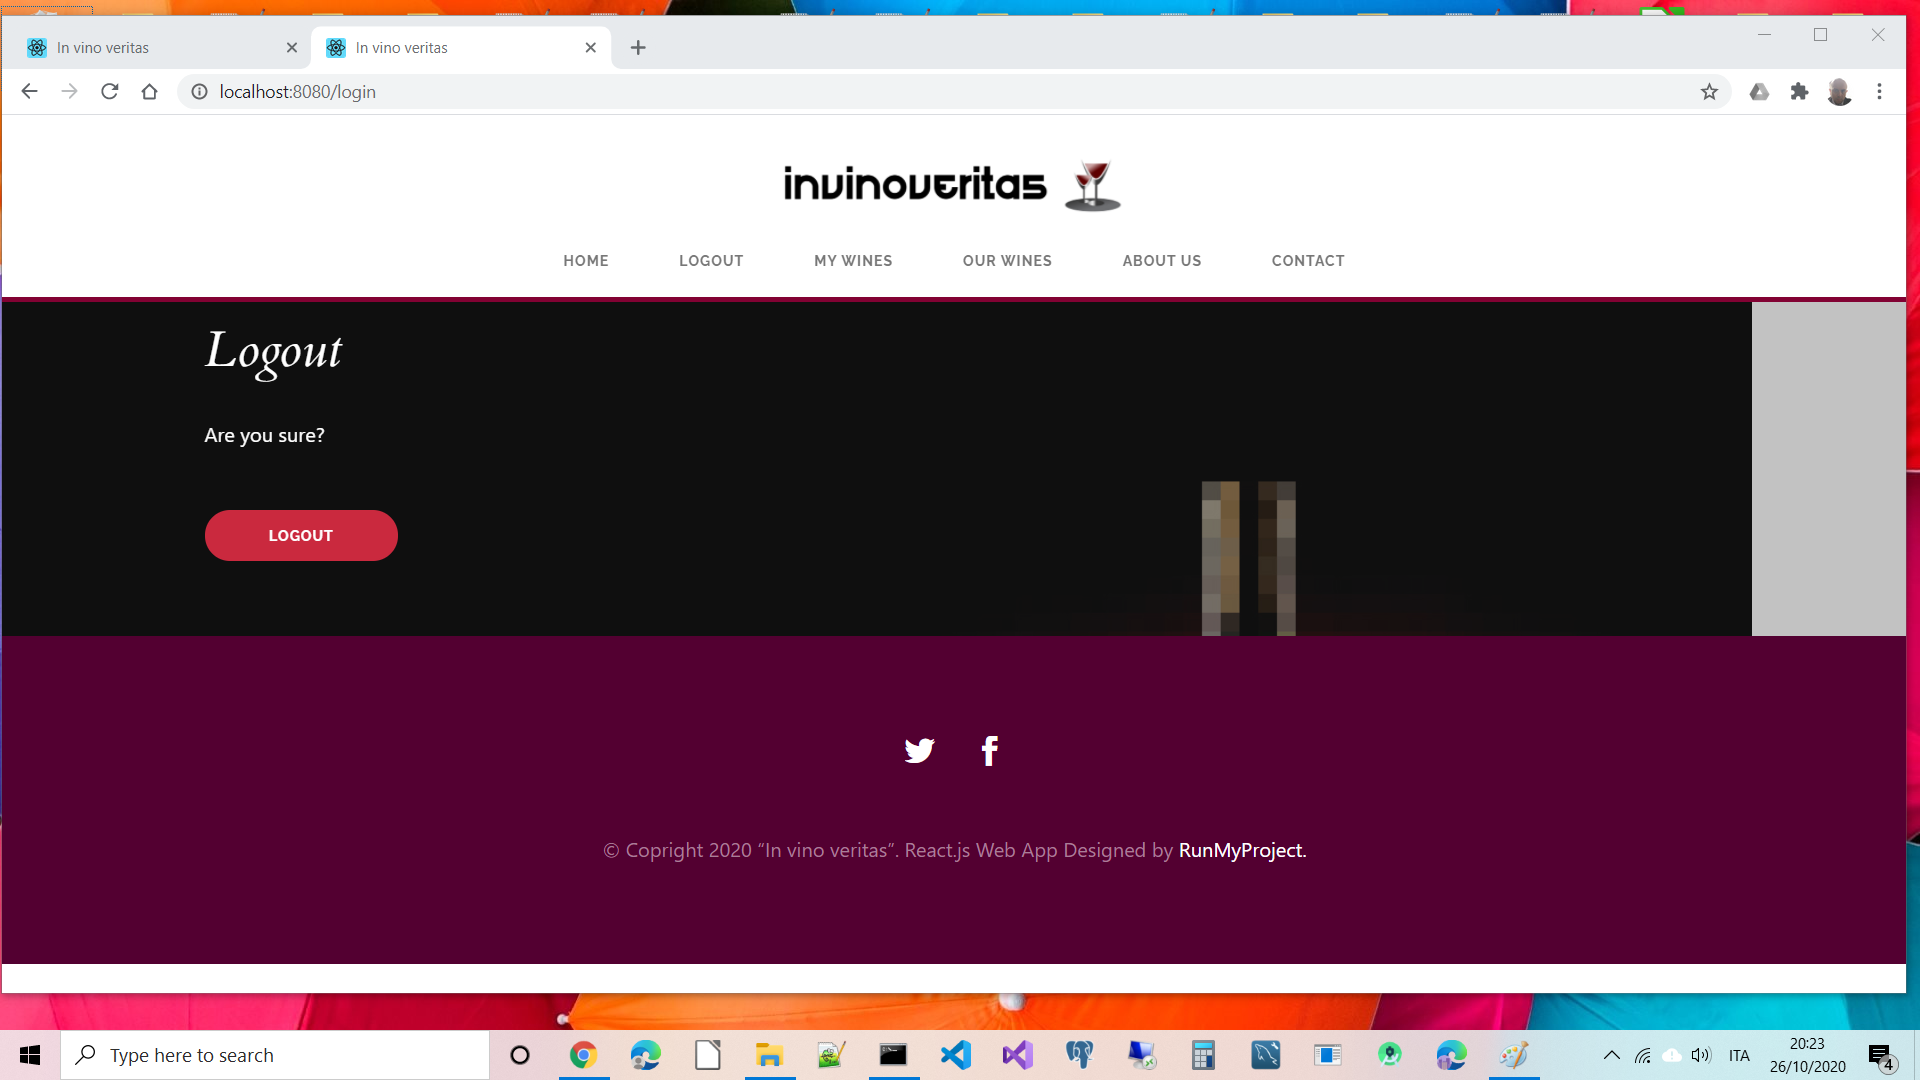 In vino veritas
In vino veritas
localhost:8080/login
invinoveritas
HOME LOGOUT MY WINES OUR WINES ABOUT US CONTACT
Logout
Are you sure?
LOGOUT
© Copright 2020 “In vino veritas”. React.js Web App Designed by RunMyProject.
Type here to search
ITA
20:23
26/10/2020
4